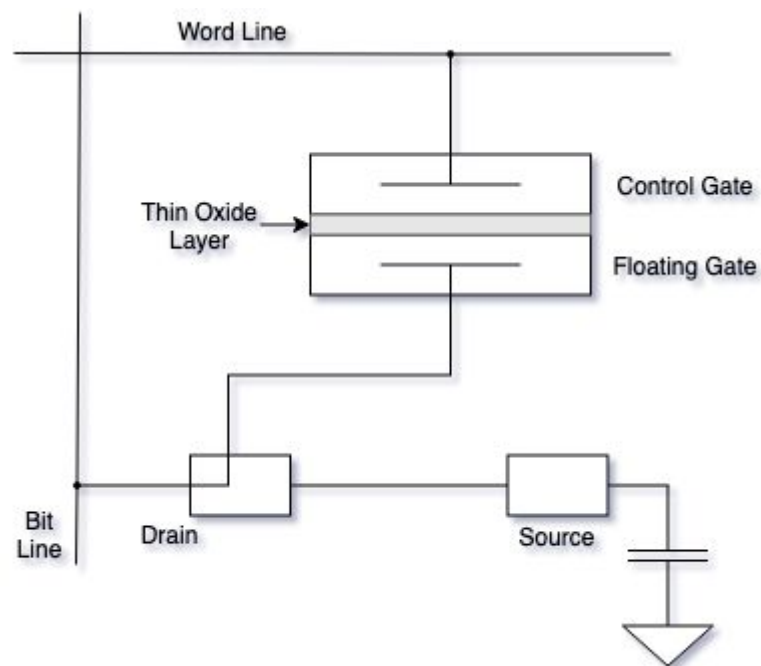 Word Line
Control Gate
Thin Oxide
Layer
Floating Gate
Bit
Line
Drain
Source